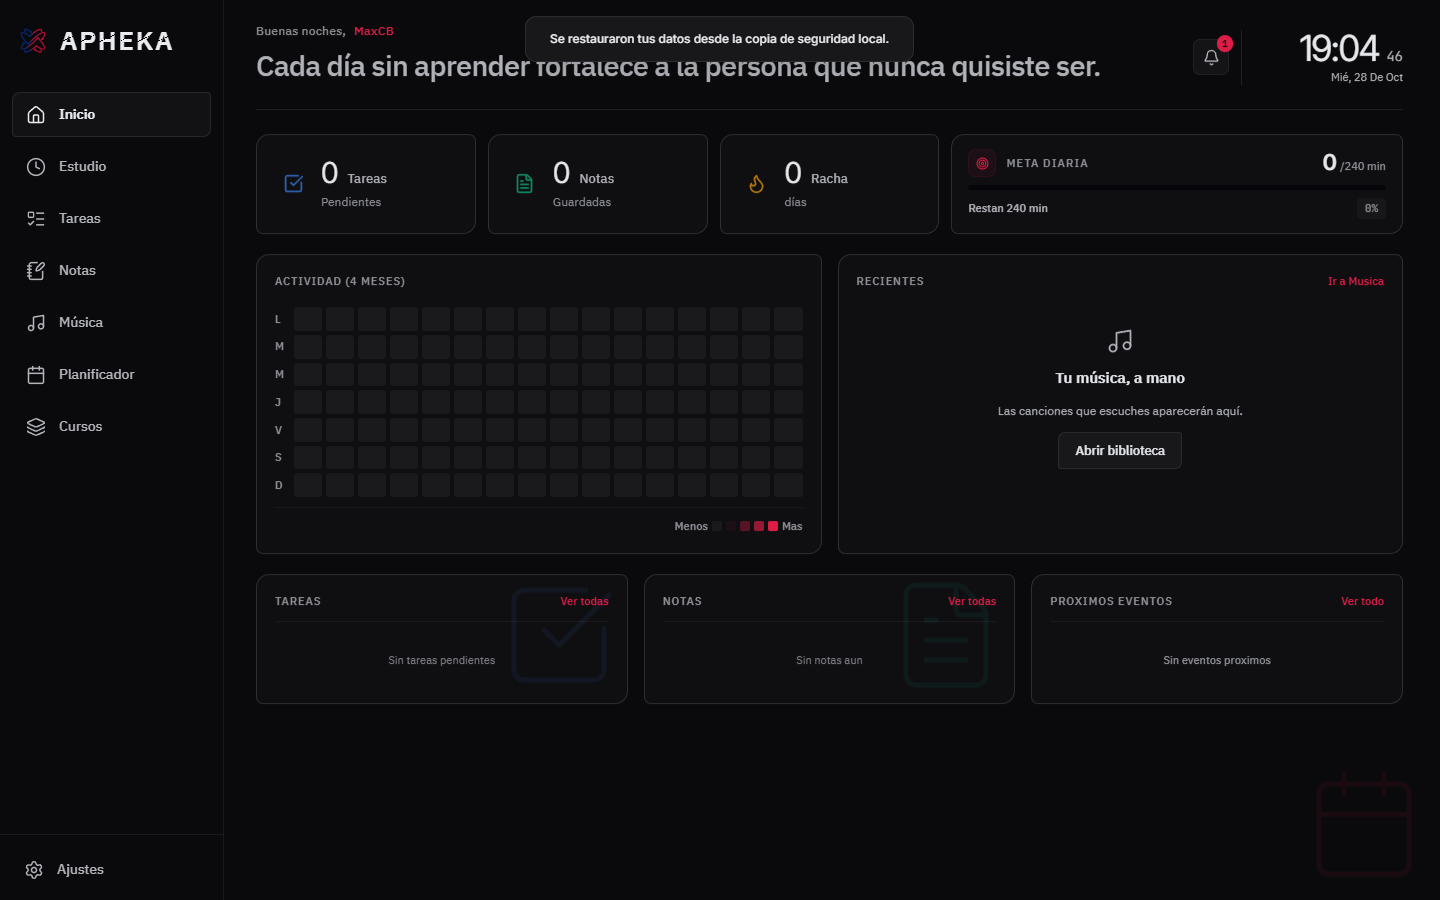 APHEKA
Inicio
Estudio
Tareas
Notas
Música
Planificador
Cursos
Ajustes
Buenas noches, MaxCB
Se restauraron tus datos desde la copia de seguridad local.
Cada día sin aprender fortalece a la persona que nunca quisiste ser.
1
19:04 46
Mié, 28 De Oct
0 Tareas
Pendientes
0 Notas
Guardadas
0 Racha
días
META DIARIA
0 /240 min
Restan 240 min
0%
ACTIVIDAD (4 MESES)
L
M
M
J
V
S
D
Menos
Mas
RECIENTES
Ir a Musica
Tu música, a mano
Las canciones que escuches aparecerán aquí.
Abrir biblioteca
TAREAS
Ver todas
Sin tareas pendientes
NOTAS
Ver todas
Sin notas aun
PROXIMOS EVENTOS
Ver todo
Sin eventos proximos